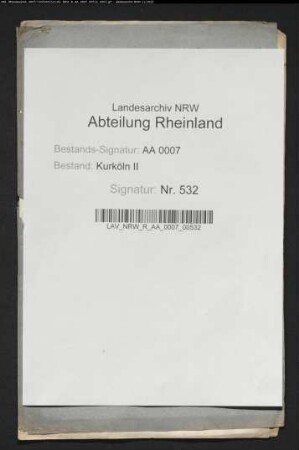 Landesarchiv NRW
Abteilung Rheinland
Bestands-Signatur: AA 0007
Bestand: Kurköln II
Signatur: Nr. 532
LAV_NRW_R_AA_0007_00532